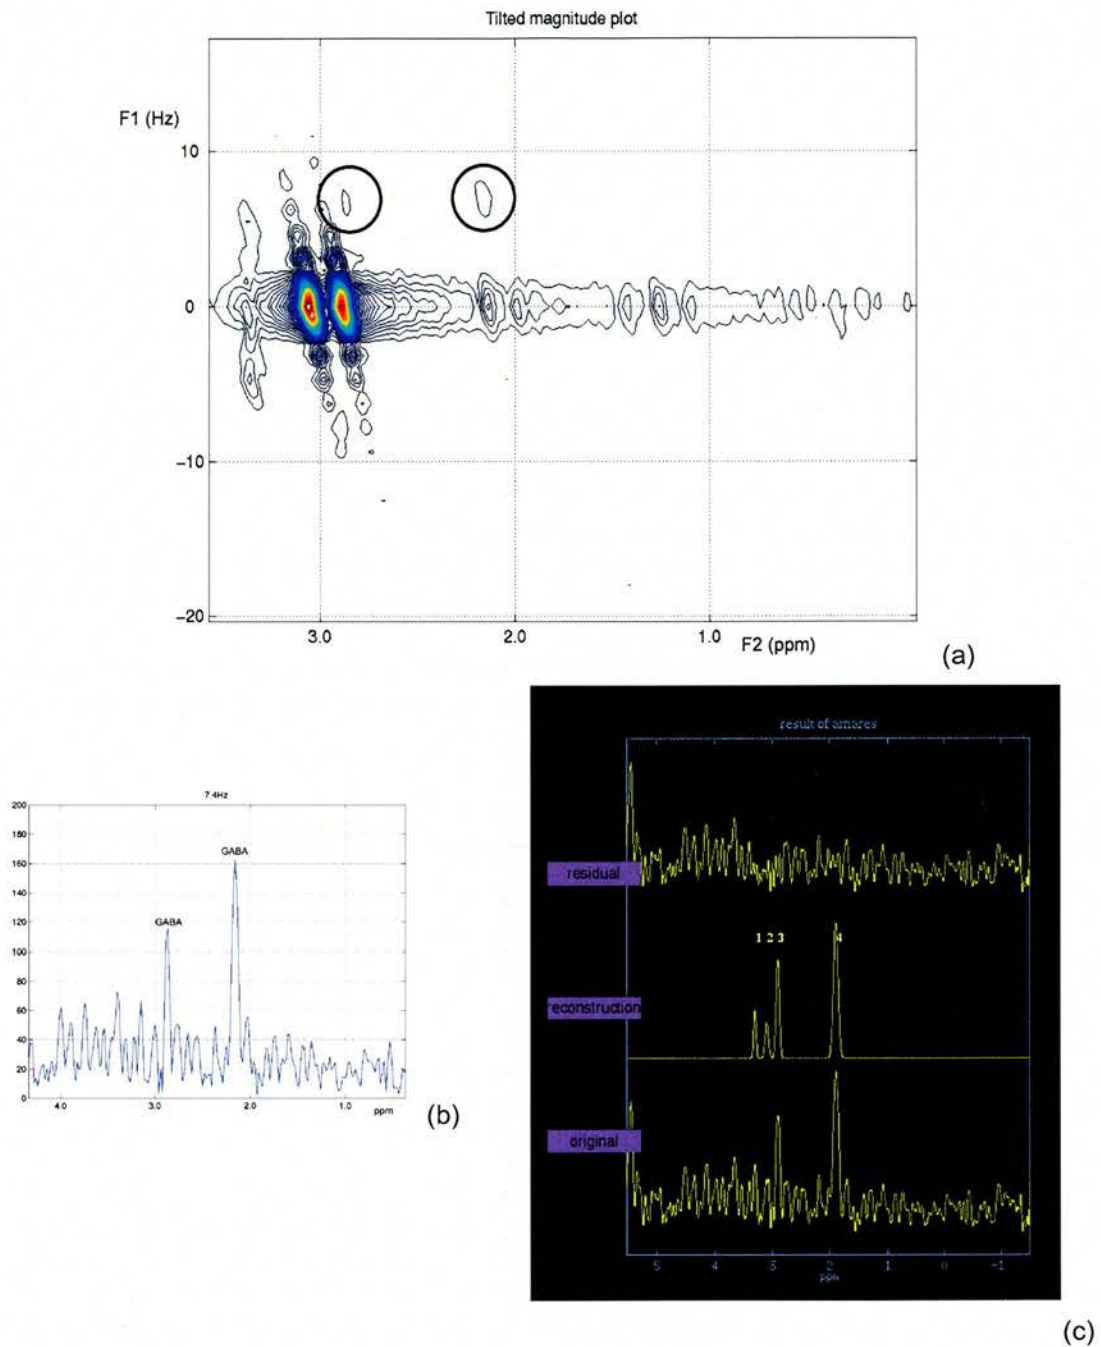 Tilted magnitude plot
F1 (Hz)
10
0
−10
−20
3.0 2.0 1.0
F2 (ppm)
(a)
7.4Hz
200
180
160
140
120
100
80
60
40
20
0
GABA
GABA
4.0 3.0 2.0 1.0 ppm
(b)
result of amares
residual
1 2 3 4
reconstruction
original
5 4 3 2 1 0 -1
ppm
(c)